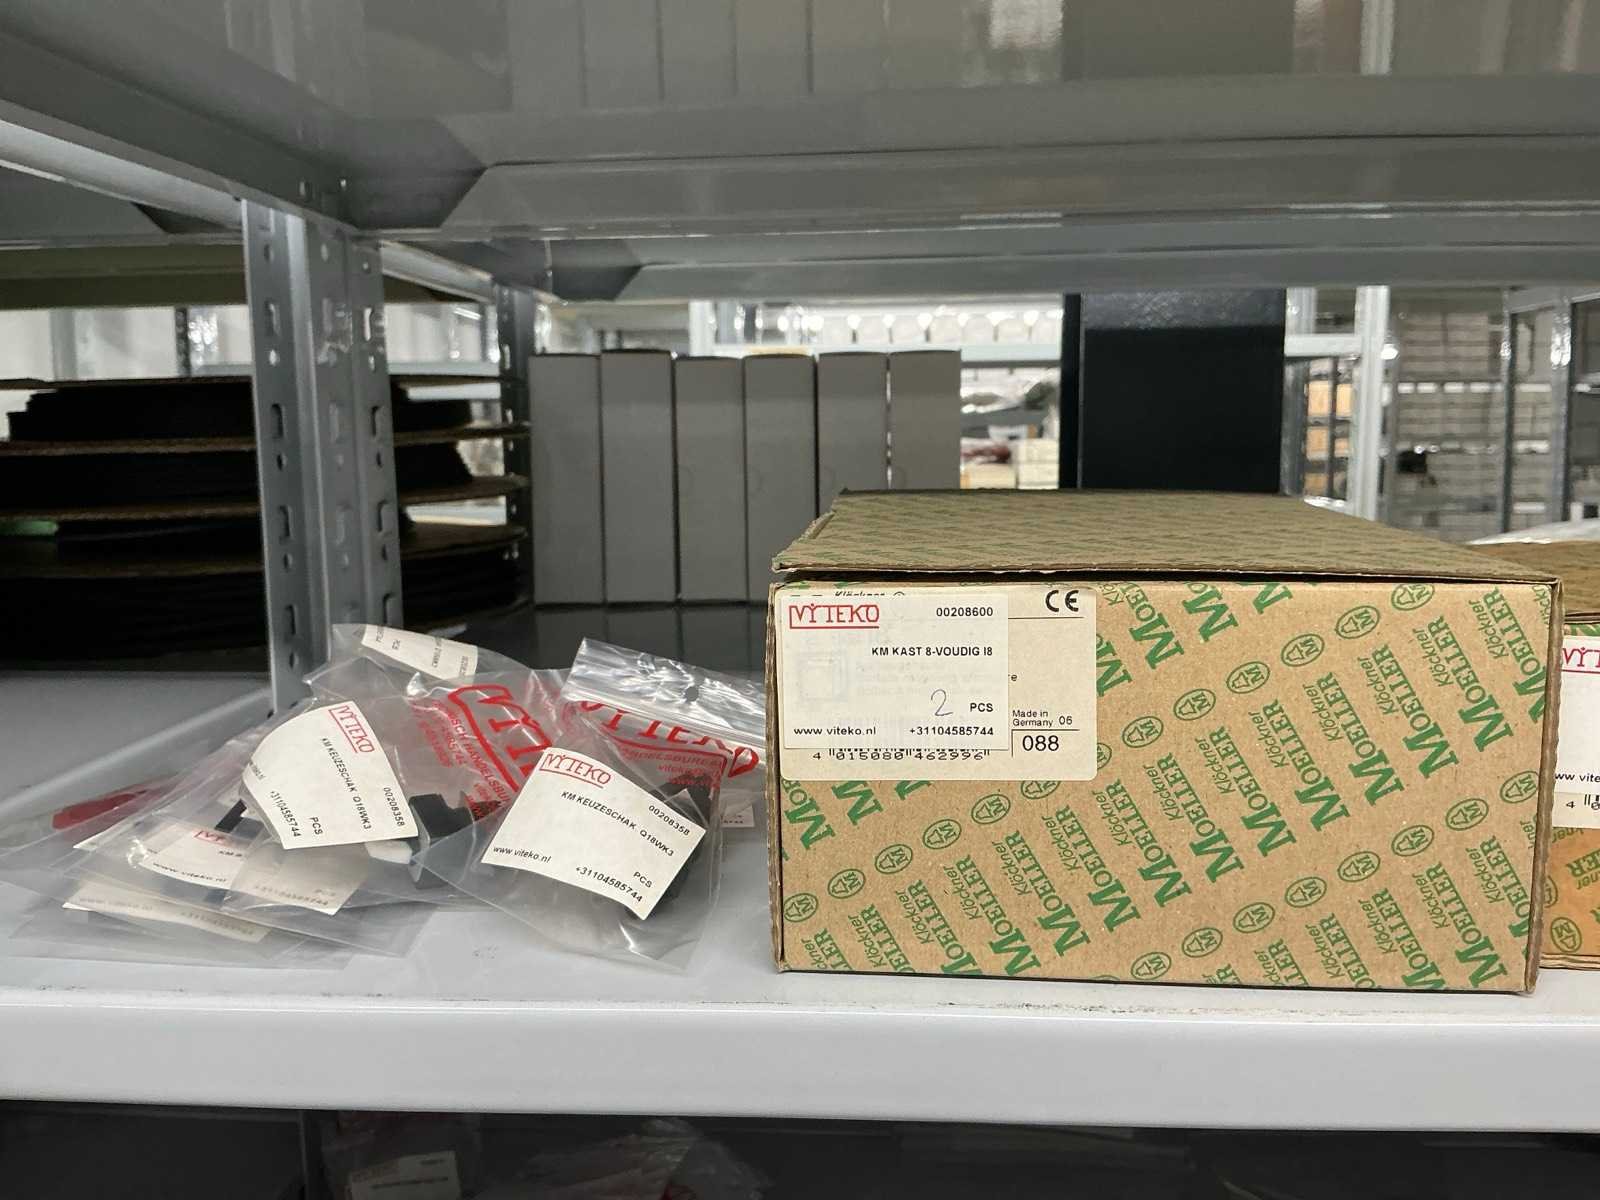 VITEKO
00208600
KM KAST 8-VOUDIG I8
2 PCS
www.viteko.nl +31104585744
CE
Made in
Germany 06
088
4 015080 462996
VITEKO
KM KEUZESCHAK Q18WK3
00208358
PCS
+31104585744
VITEKO
KM KEUZESCHAK Q18WK3
00208358
www.viteko.nl
PCS
+31104585744
Klöckner
MOELLER